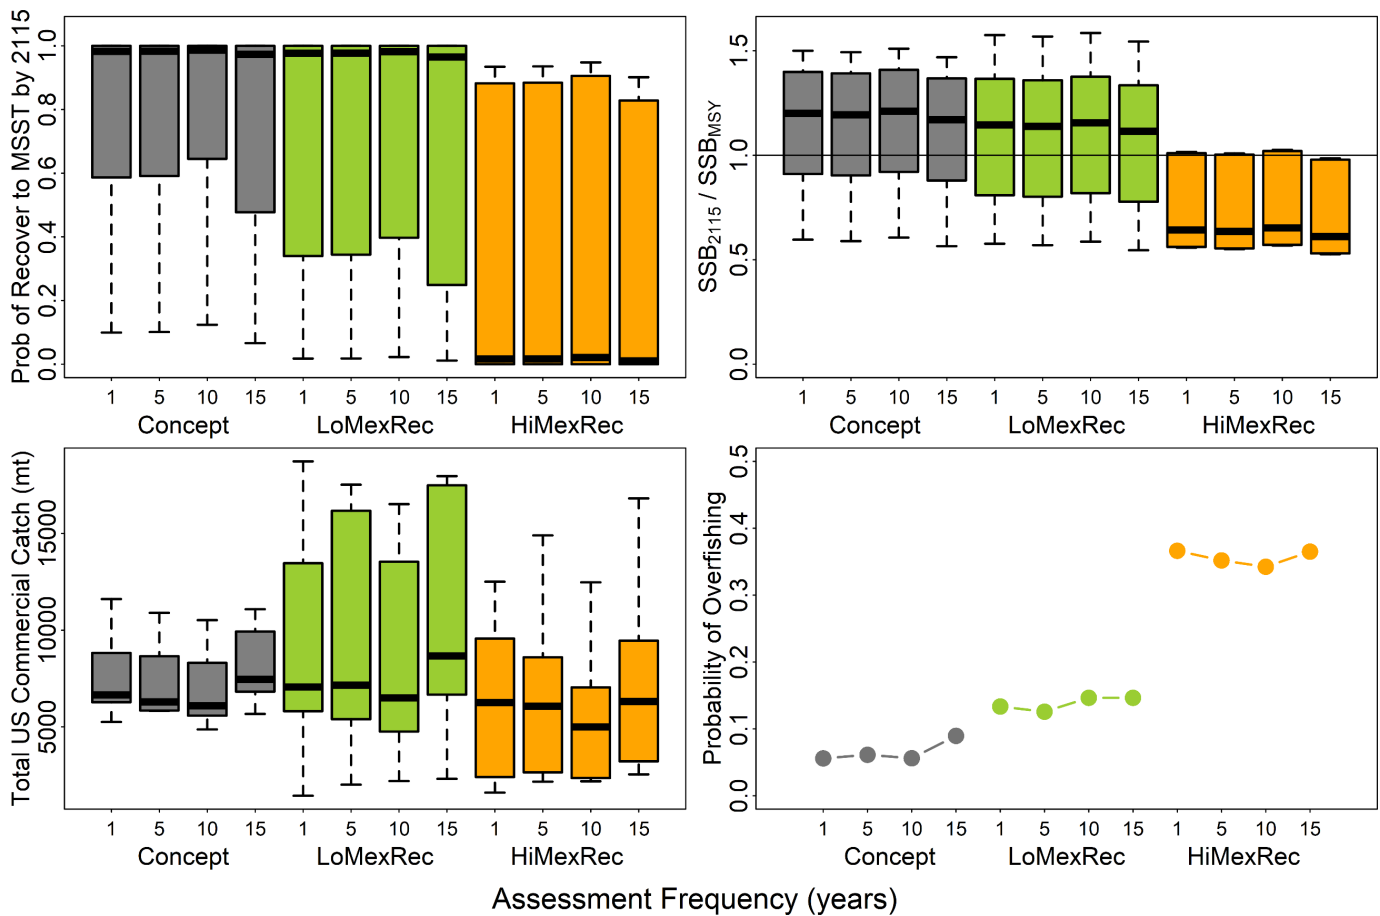 Prob of Recover to MSST by 2115
0.0 0.2 0.4 0.6 0.8 1.0
1 5 10 15 1 5 10 15 1 5 10 15
Concept LoMexRec HiMexRec
SSB2115 / SSBMSY
0.0 0.5 1.0 1.5
1 5 10 15 1 5 10 15 1 5 10 15
Concept LoMexRec HiMexRec
Total US Commercial Catch (mt)
5000 10000 15000
1 5 10 15 1 5 10 15 1 5 10 15
Concept LoMexRec HiMexRec
Probability of Overfishing
0.0 0.1 0.2 0.3 0.4 0.5
1 5 10 15 1 5 10 15 1 5 10 15
Concept LoMexRec HiMexRec
Assessment Frequency (years)